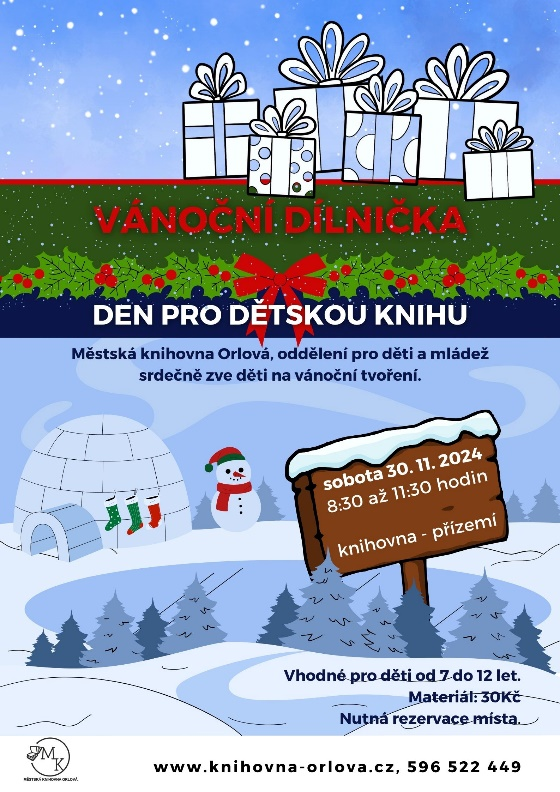 VÁNOČNÍ DÍLNIČKA
DEN PRO DĚTSKOU KNIHU
Městská knihovna Orlová, oddělení pro děti a mládež
srdečně zve děti na vánoční tvoření.
sobota 30. 11. 2024
8:30 až 11:30 hodin
knihovna - přízemí
Vhodné pro děti od 7 do 12 let.
Materiál: 30Kč
Nutná rezervace místa.
MK
MĚSTSKÁ KNIHOVNA ORLOVÁ
www.knihovna-orlova.cz, 596 522 449